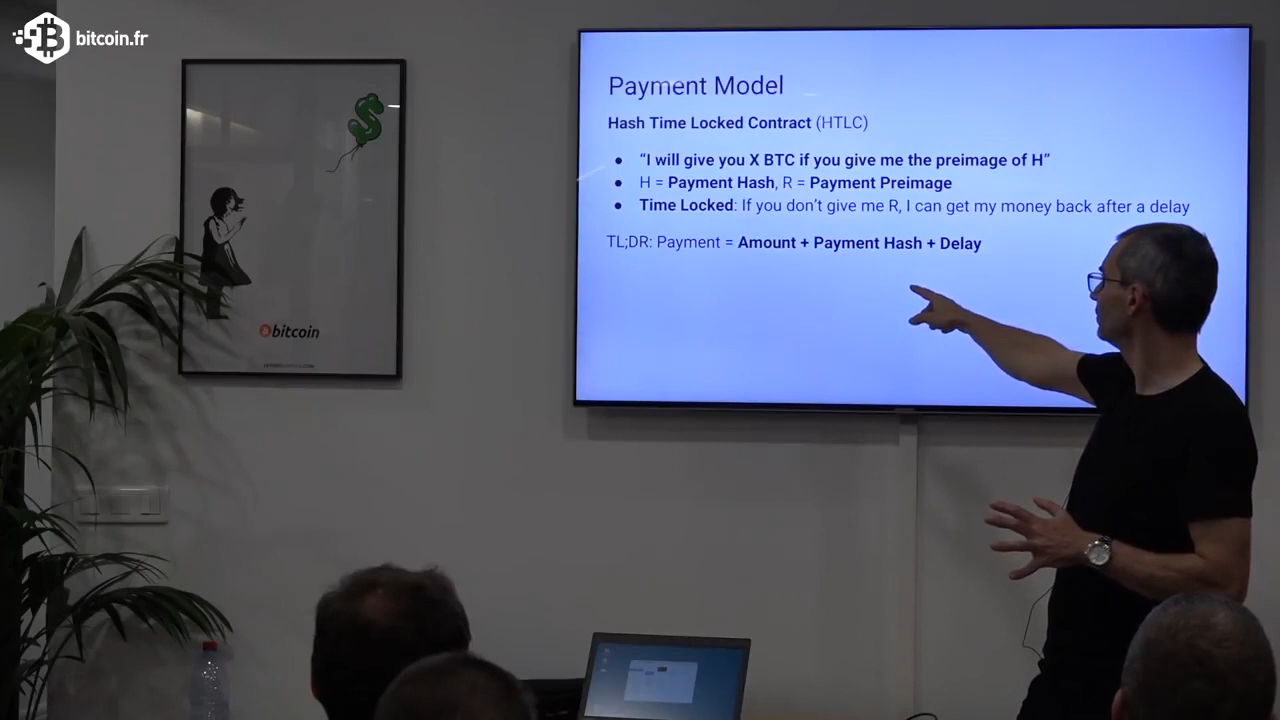 bitcoin.fr
Payment Model
Hash Time Locked Contract (HTLC)
● “I will give you X BTC if you give me the preimage of H”
● H = Payment Hash, R = Payment Preimage
● Time Locked: If you don’t give me R, I can get my money back after a delay
TL;DR: Payment = Amount + Payment Hash + Delay
bitcoin